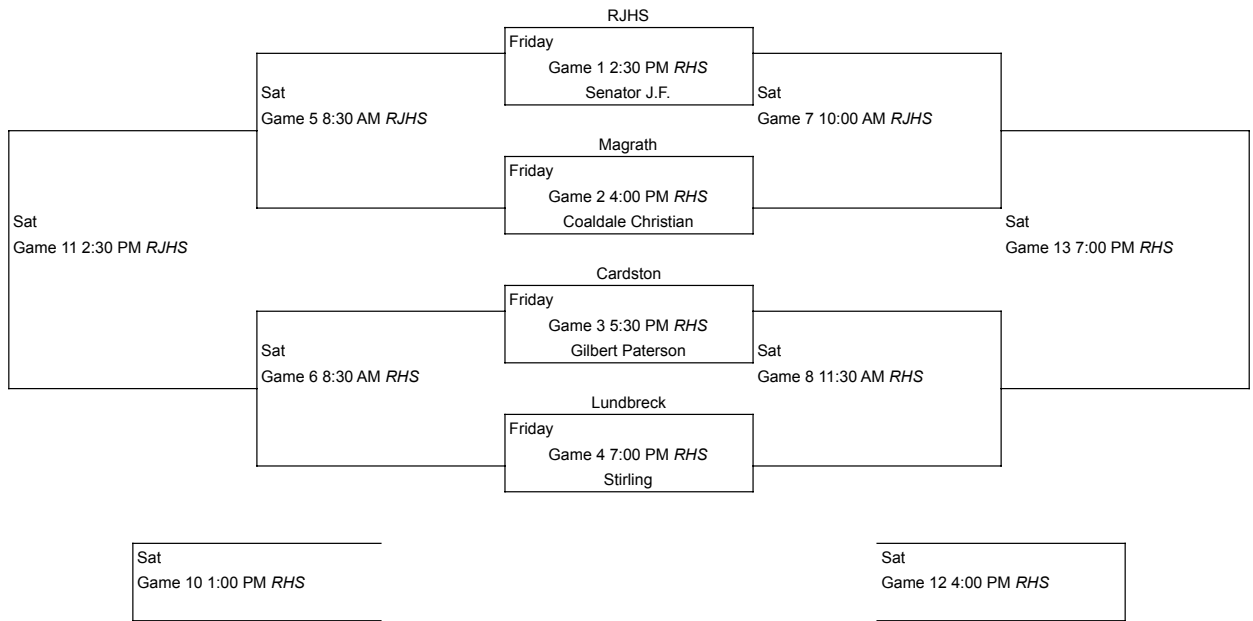 RJHS
Friday
Game 1 2:30 PM RHS
Senator J.F.
Sat
Game 5 8:30 AM RJHS
Sat
Game 7 10:00 AM RJHS
Magrath
Friday
Game 2 4:00 PM RHS
Coaldale Christian
Sat
Game 11 2:30 PM RJHS
Sat
Game 13 7:00 PM RHS
Cardston
Friday
Game 3 5:30 PM RHS
Gilbert Paterson
Sat
Game 6 8:30 AM RHS
Sat
Game 8 11:30 AM RHS
Lundbreck
Friday
Game 4 7:00 PM RHS
Stirling
Sat
Game 10 1:00 PM RHS
Sat
Game 12 4:00 PM RHS